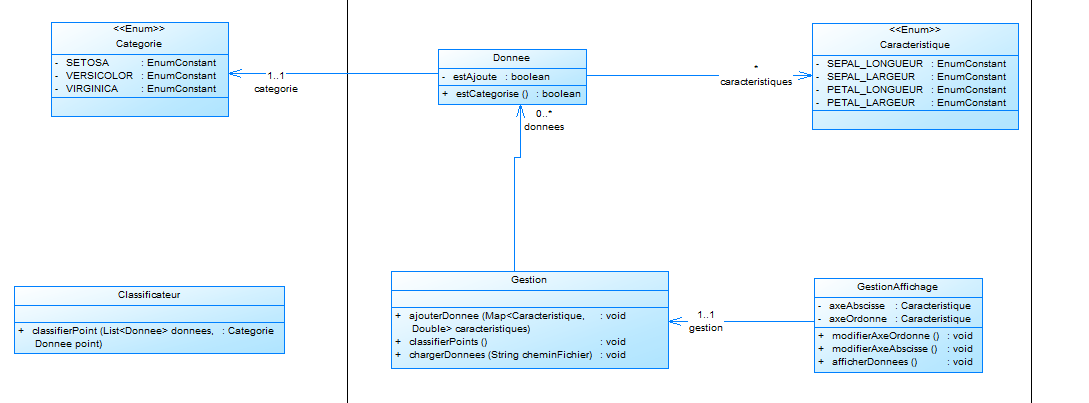 <<Enum>>
Categorie
- SETOSA : EnumConstant
- VERSICOLOR : EnumConstant
- VIRGINICA : EnumConstant
1..1
categorie
Donnee
- estAjoute : boolean
+ estCategorise () : boolean
*
caracteristiques
<<Enum>>
Caracteristique
- SEPAL_LONGUEUR : EnumConstant
- SEPAL_LARGEUR : EnumConstant
- PETAL_LONGUEUR : EnumConstant
- PETAL_LARGEUR : EnumConstant
0..*
donnees
Classificateur
+ classifierPoint (List<Donnee> donnees, : Categorie
Donnee point)
Gestion
+ ajouterDonnee (Map<Caracteristique, : void
Double> caracteristiques)
+ classifierPoints () : void
+ chargerDonnees (String cheminFichier) : void
1..1
gestion
GestionAffichage
- axeAbscisse : Caracteristique
- axeOrdonne : Caracteristique
+ modifierAxeOrdonne () : void
+ modifierAxeAbscisse () : void
+ afficherDonnees () : void